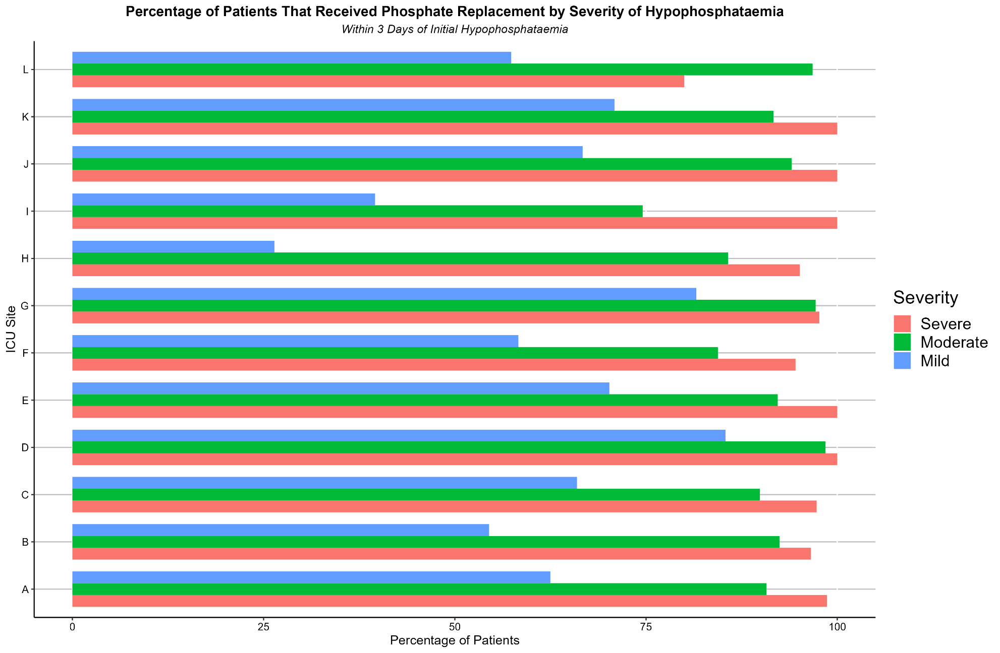 Percentage of Patients That Received Phosphate Replacement by Severity of Hypophosphataemia
Within 3 Days of Initial Hypophosphataemia
L
K
J
I
H
G
F
E
D
C
B
A
ICU Site
0 25 50 75 100
Percentage of Patients
Severity
Severe
Moderate
Mild